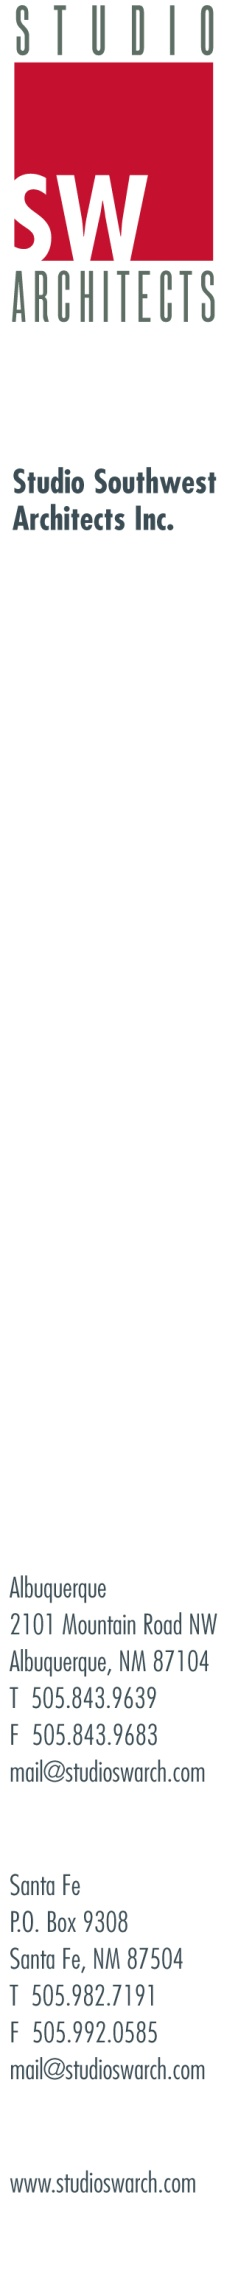 STUDIO
SW
ARCHITECTS
Studio Southwest
Architects Inc.
Albuquerque
2101 Mountain Road NW
Albuquerque, NM 87104
T 505.843.9639
F 505.843.9683
mail@studioswarch.com
Santa Fe
P.O. Box 9308
Santa Fe, NM 87504
T 505.982.7191
F 505.992.0585
mail@studioswarch.com
www.studioswarch.com